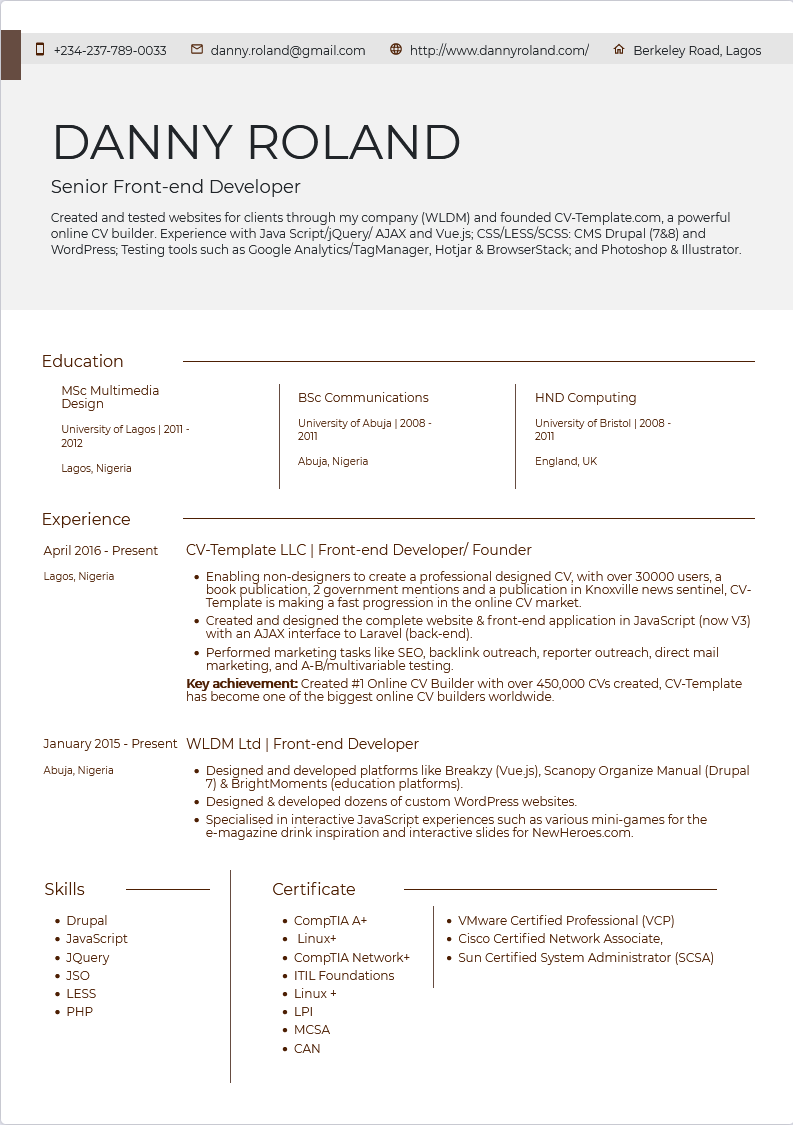 +234-237-789-0033 danny.roland@gmail.com http://www.dannyroland.com/ Berkeley Road, Lagos
DANNY ROLAND
Senior Front-end Developer
Created and tested websites for clients through my company (WLDM) and founded CV-Template.com, a powerful
online CV builder. Experience with Java Script/jQuery/ AJAX and Vue.js; CSS/LESS/SCSS: CMS Drupal (7&8) and
WordPress; Testing tools such as Google Analytics/TagManager, Hotjar & BrowserStack; and Photoshop & Illustrator.
Education
MSc Multimedia
Design
University of Lagos | 2011 -
2012
Lagos, Nigeria
BSc Communications
University of Abuja | 2008 -
2011
Abuja, Nigeria
HND Computing
University of Bristol | 2008 -
2011
England, UK
Experience
April 2016 - Present
Lagos, Nigeria
CV-Template LLC | Front-end Developer/ Founder
• Enabling non-designers to create a professional designed CV, with over 30000 users, a
book publication, 2 government mentions and a publication in Knoxville news sentinel, CV-
Template is making a fast progression in the online CV market.
• Created and designed the complete website & front-end application in JavaScript (now V3)
with an AJAX interface to Laravel (back-end).
• Performed marketing tasks like SEO, backlink outreach, reporter outreach, direct mail
marketing, and A-B/multivariable testing.
Key achievement: Created #1 Online CV Builder with over 450,000 CVs created, CV-Template
has become one of the biggest online CV builders worldwide.
January 2015 - Present
Abuja, Nigeria
WLDM Ltd | Front-end Developer
• Designed and developed platforms like Breakzy (Vue.js), Scanopy Organize Manual (Drupal
7) & BrightMoments (education platforms).
• Designed & developed dozens of custom WordPress websites.
• Specialised in interactive JavaScript experiences such as various mini-games for the
e-magazine drink inspiration and interactive slides for NewHeroes.com.
Skills
• Drupal
• JavaScript
• JQuery
• JSO
• LESS
• PHP
Certificate
• CompTIA A+
• Linux+
• CompTIA Network+
• ITIL Foundations
• Linux +
• LPI
• MCSA
• CAN
• VMware Certified Professional (VCP)
• Cisco Certified Network Associate,
• Sun Certified System Administrator (SCSA)